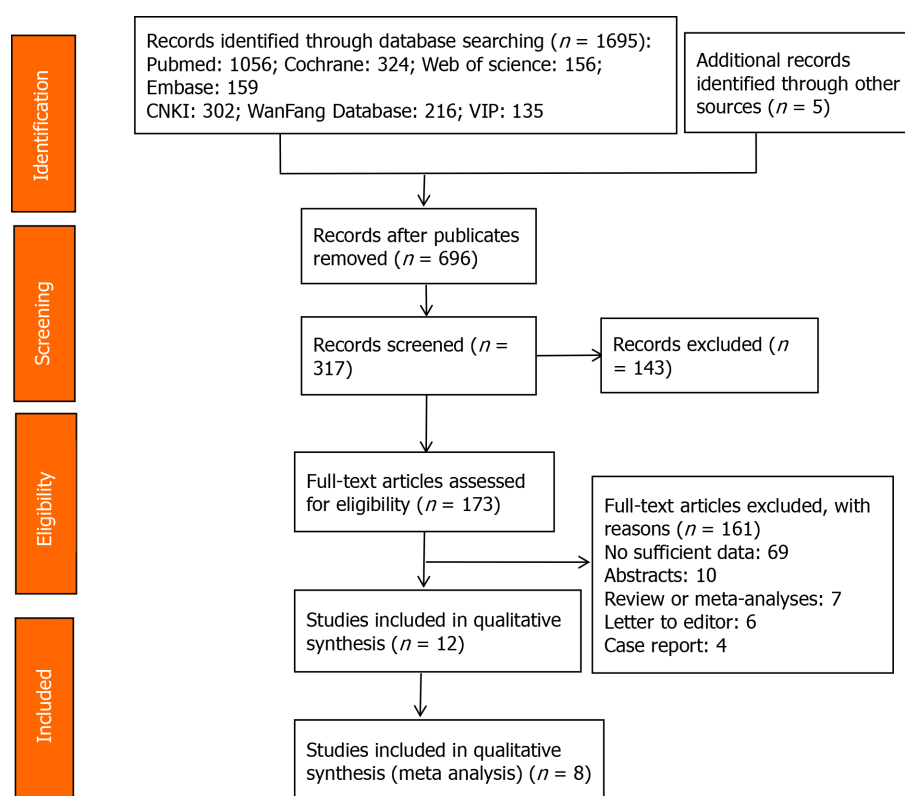 Identification
Records identified through database searching (n = 1695):
Pubmed: 1056; Cochrane: 324; Web of science: 156;
Embase: 159
CNKI: 302; WanFang Database: 216; VIP: 135
Additional records
identified through other
sources (n = 5)
Records after publicates
removed (n = 696)
Screening
Records screened (n =
317)
Records excluded (n
= 143)
Eligibility
Full-text articles assessed
for eligibility (n = 173)
Full-text articles excluded, with
reasons (n = 161)
No sufficient data: 69
Abstracts: 10
Review or meta-analyses: 7
Letter to editor: 6
Case report: 4
Included
Studies included in qualitative
synthesis (n = 12)
Studies included in qualitative
synthesis (meta analysis) (n = 8)